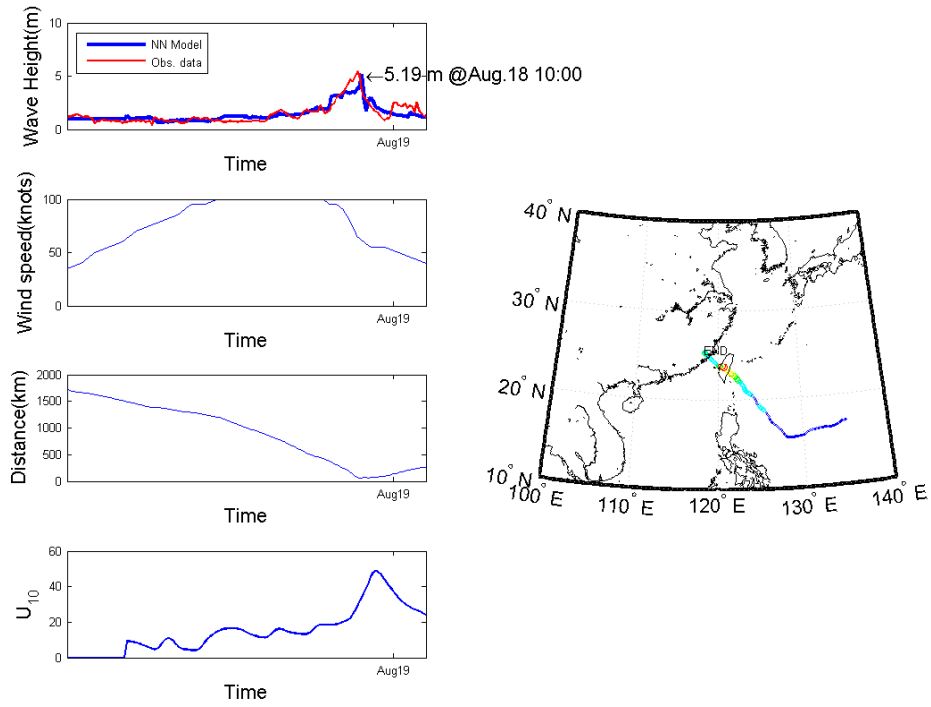 10
5
0
Wave Height(m)
NN Model
Obs. data
←5.19 m @Aug.18 10:00
Aug19
Time
100
50
0
Wind speed(knots)
Aug19
Time
2000
1500
1000
500
0
Distance(km)
Aug19
Time
60
40
20
0
U10
Aug19
Time
40° N
30° N
20° N
10° N
100° E
110° E
120° E
130° E
140° E
END